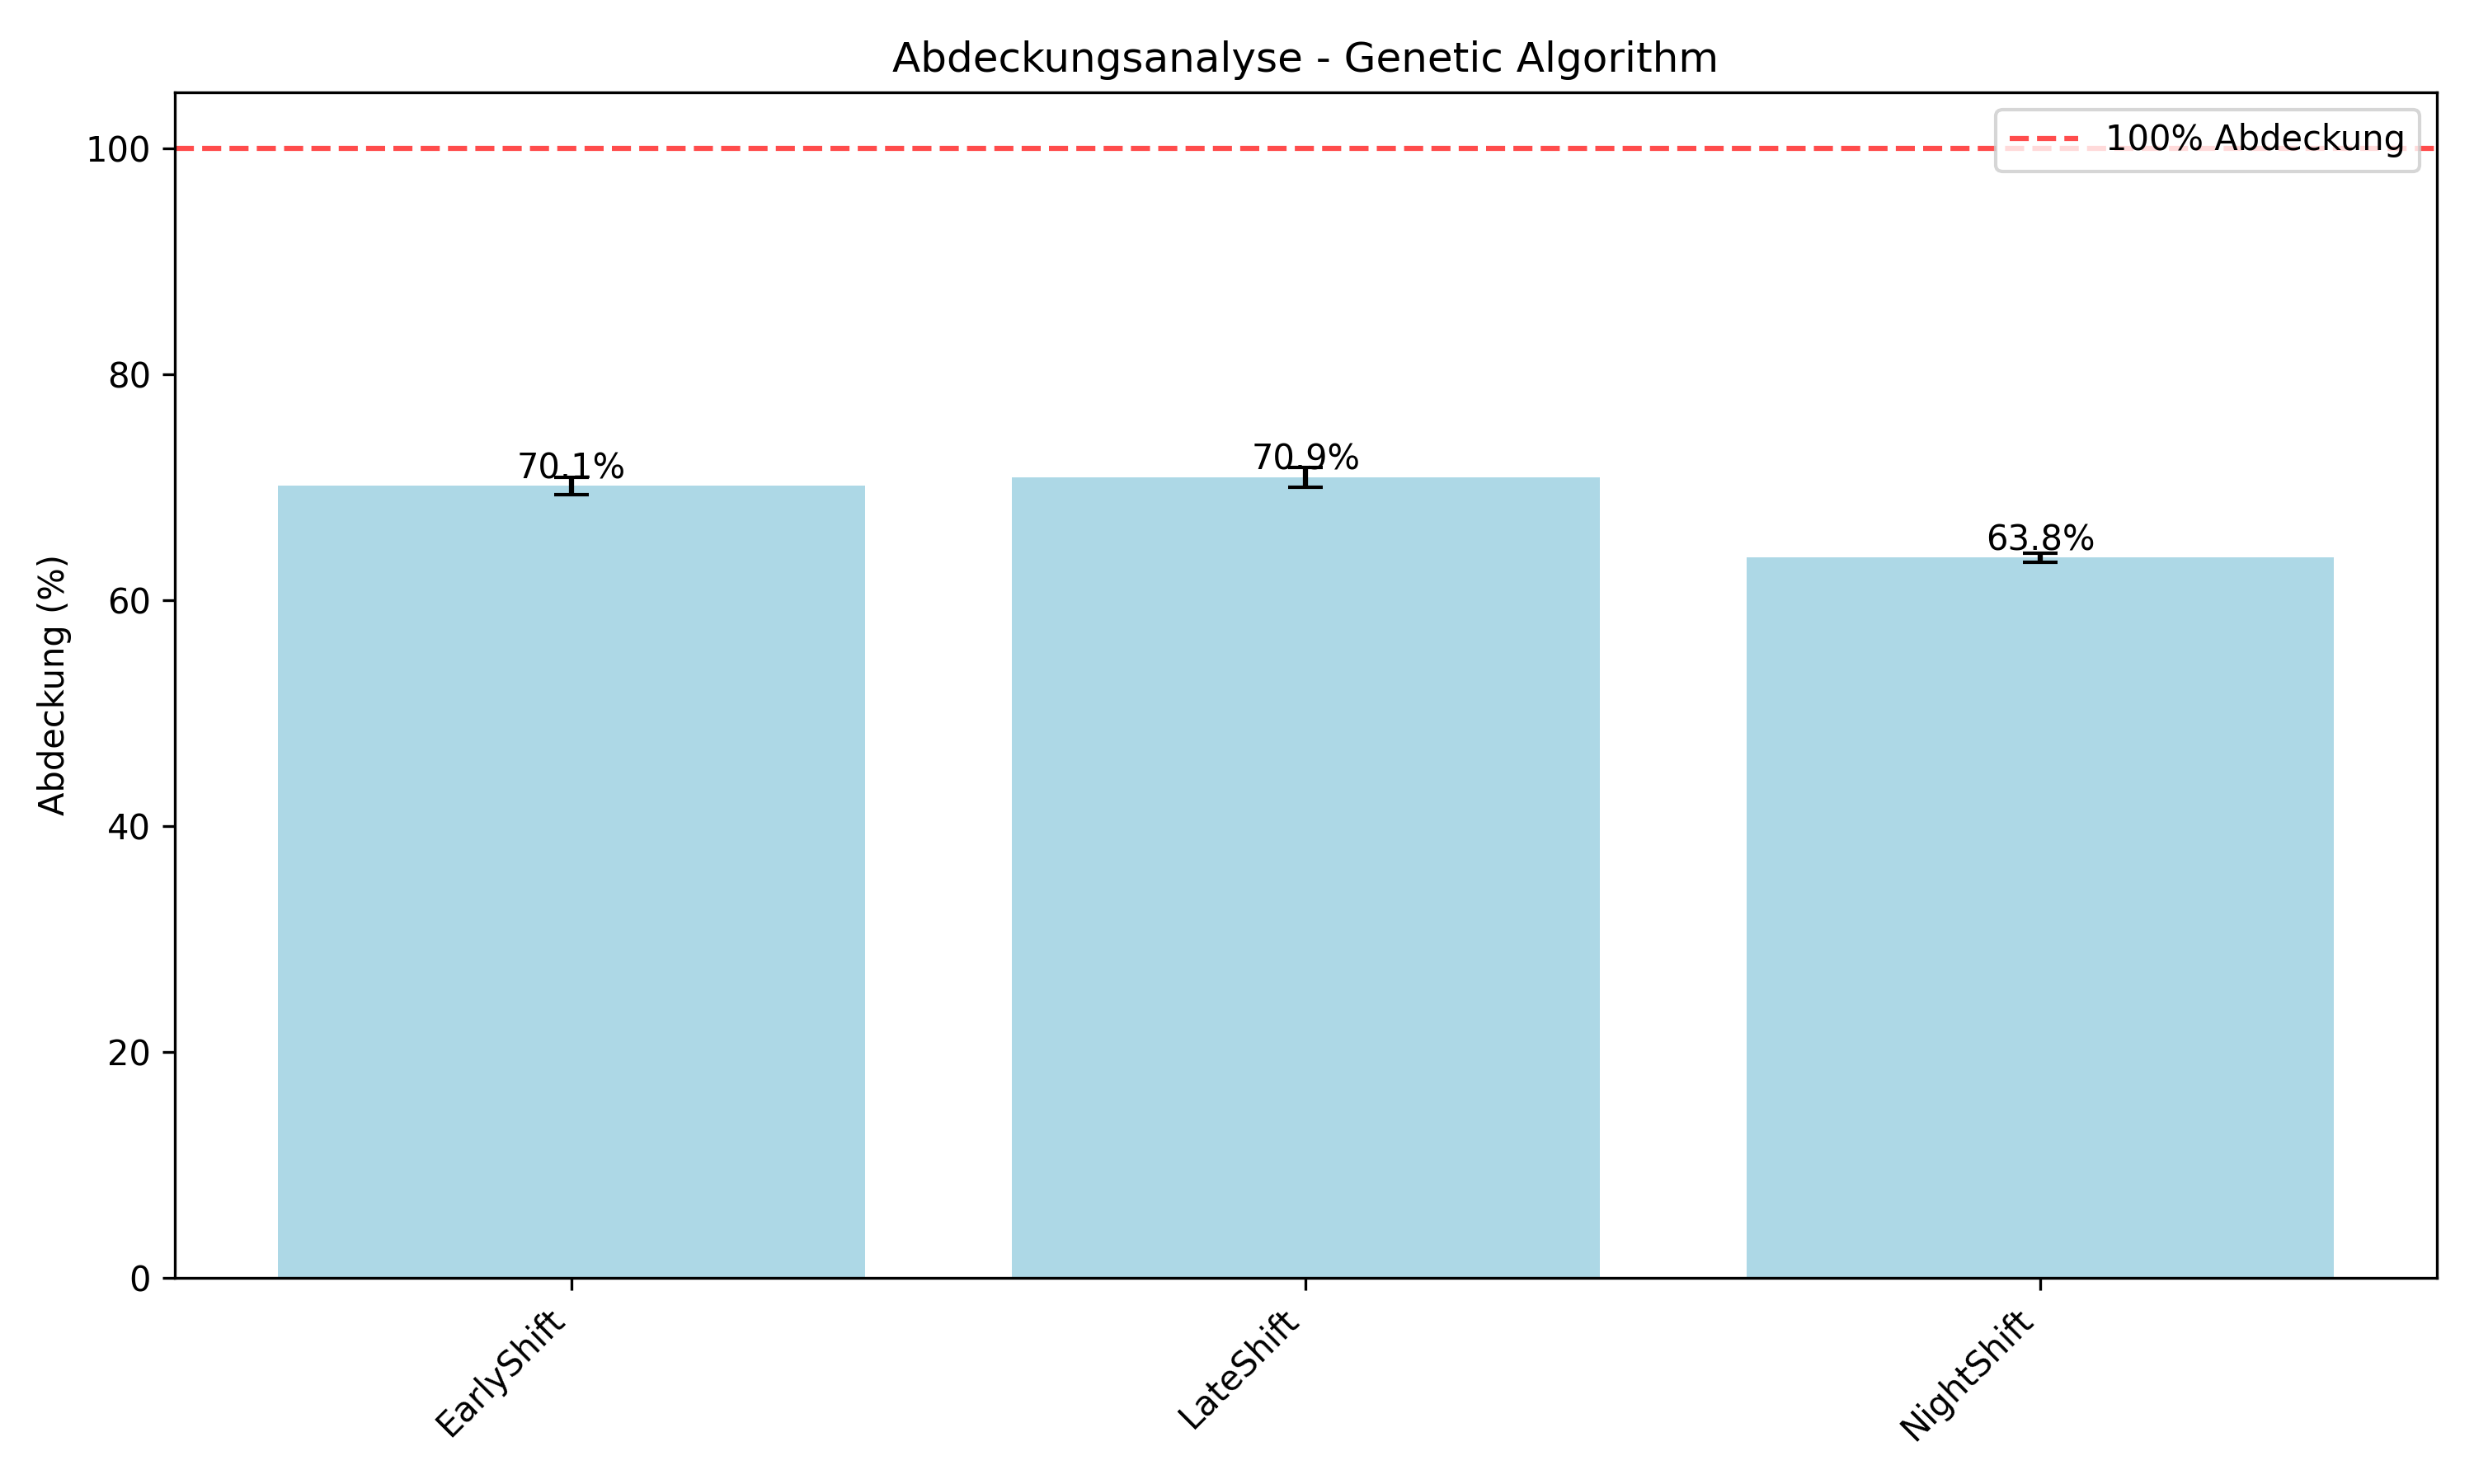 Abdeckungsanalyse - Genetic Algorithm
100% Abdeckung
Abdeckung (%)
100
80
60
40
20
0
70.1%
70.9%
63.8%
EarlyShift
LateShift
NightShift